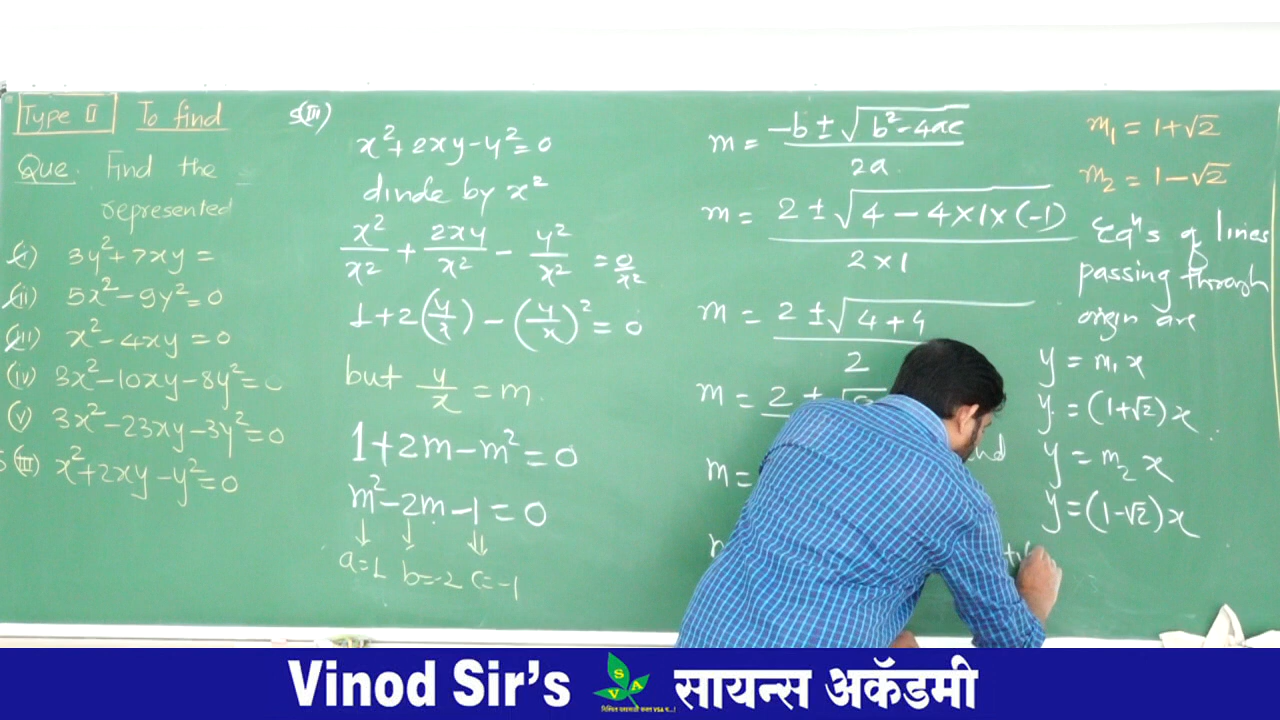 Type II To find
Que. Find the =
represented
(i) 3y²+7xy =
(ii) 5x²-9y²=0
(iii) x²-4xy=0
(iv) 3x²-10xy-8y²=0
(v) 3x²-23xy-3y²=0
S(III) x²+2xy-y²=0
S(III)
x²+2xy-y²=0
divide by x²
x²/x² + 2xy/x² - y²/x² = 0/x²
1+2(y/x)-(y/x)²=0
but y/x = m.
1+2m-m²=0
m²-2m-1=0
a=1 b=-2 c=-1
m = (-b ± √(b²-4ac))/2a
m = (2 ± √(4-4×1×(-1)))/(2×1)
m = (2 ± √(4+4))/2
m = 2 ± √
m =
m₁ = 1+√2
m₂ = 1-√2
Eqⁿs of lines
passing through
origin are
y = m₁x
y = (1+√2)x
y = m₂x
y=(1-√2)x
Vinod Sir's SVA सायन्स अकॅडमी